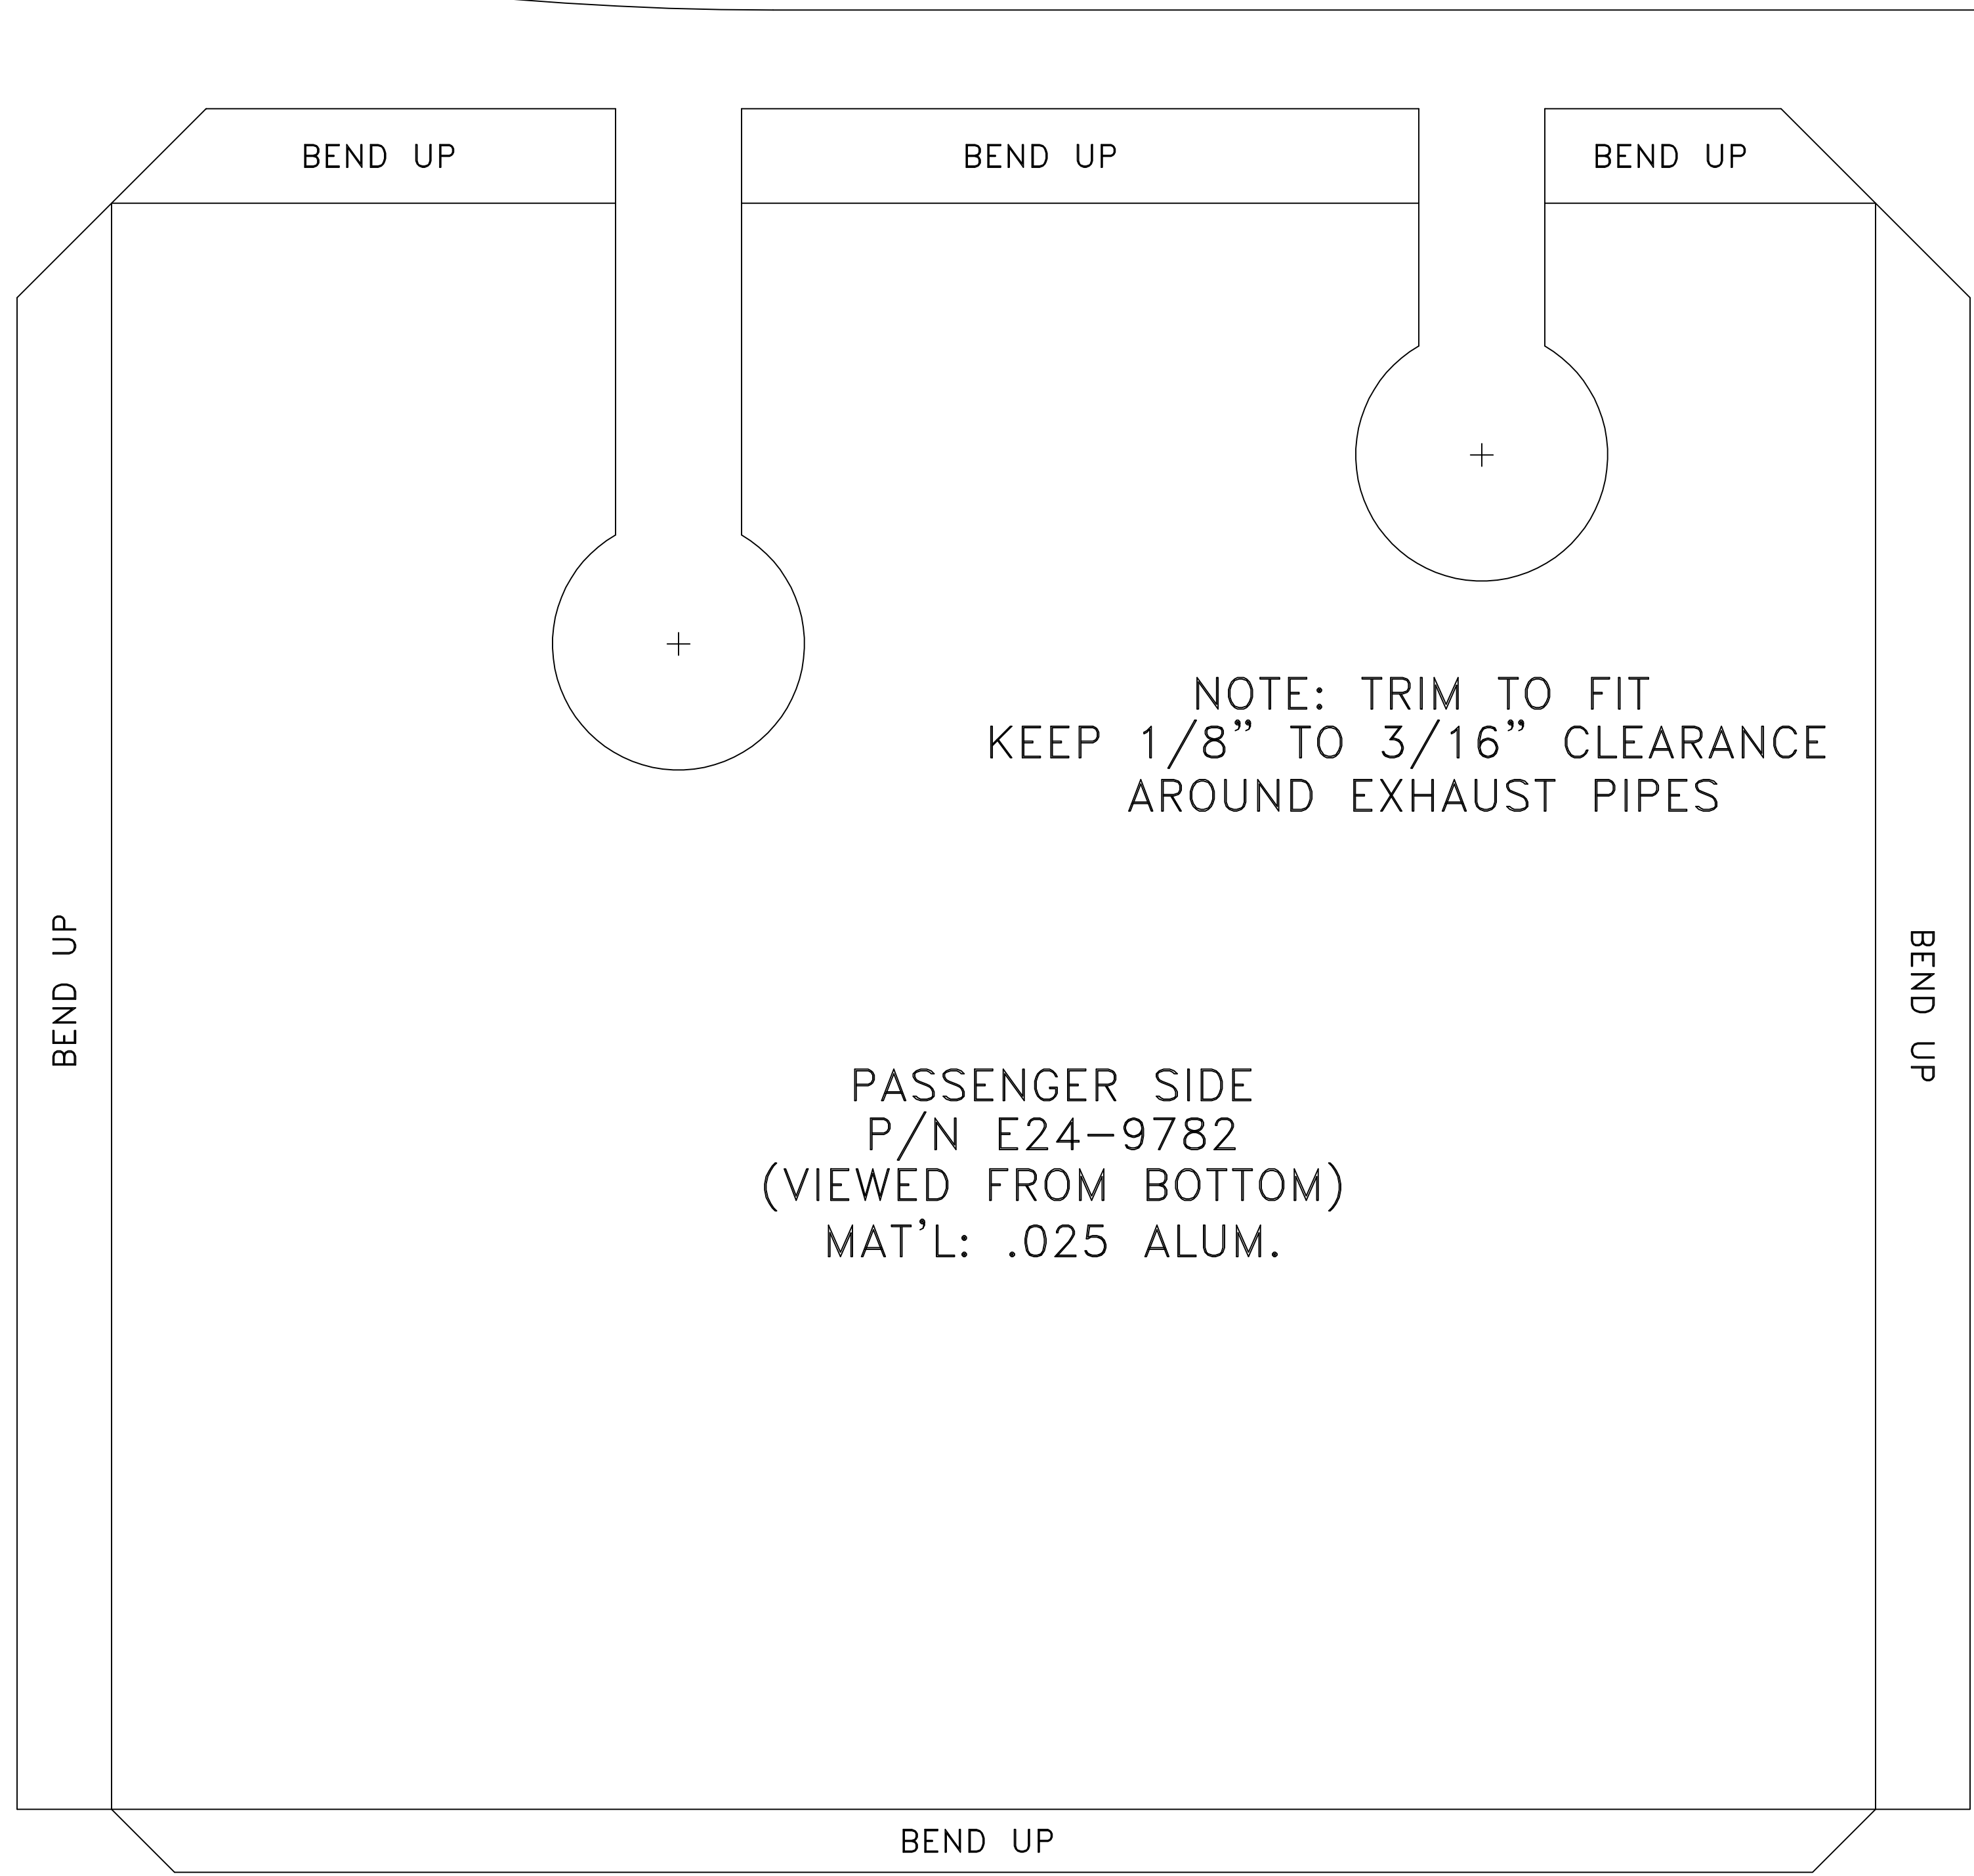 BEND UP
BEND UP
BEND UP
NOTE: TRIM TO FIT
KEEP 1/8” TO 3/16” CLEARANCE
AROUND EXHAUST PIPES
BEND UP
BEND UP
PASSENGER SIDE
P/N E24-9782
(VIEWED FROM BOTTOM)
MAT’L: .025 ALUM.
BEND UP